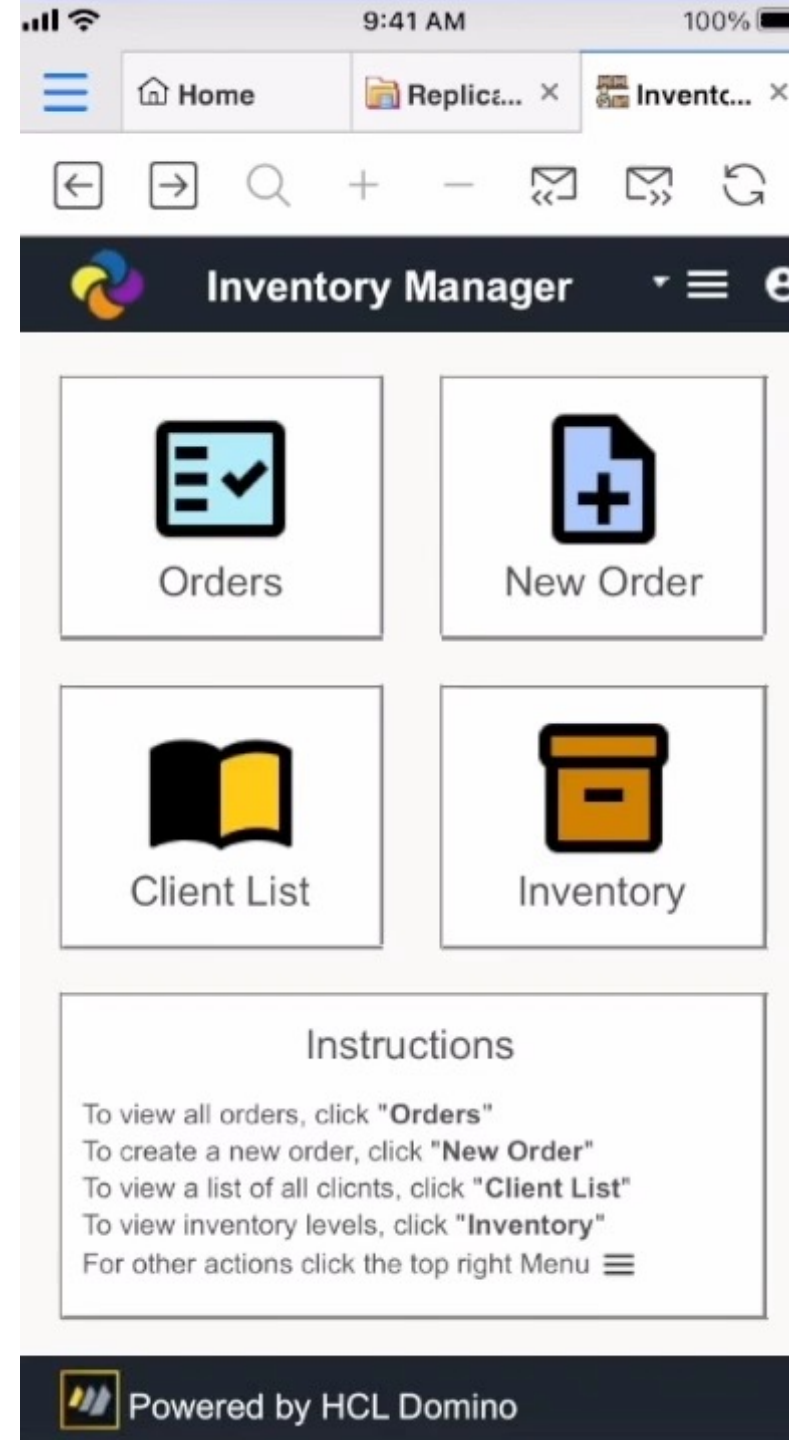 9:41 AM 100%
Home Replica... Invento...
Inventory Manager
Orders New Order
Client List Inventory
Instructions
To view all orders, click "Orders"
To create a new order, click "New Order"
To view a list of all clicnts, click "Client List"
To view inventory levels, click "Inventory"
For other actions click the top right Menu
Powered by HCL Domino